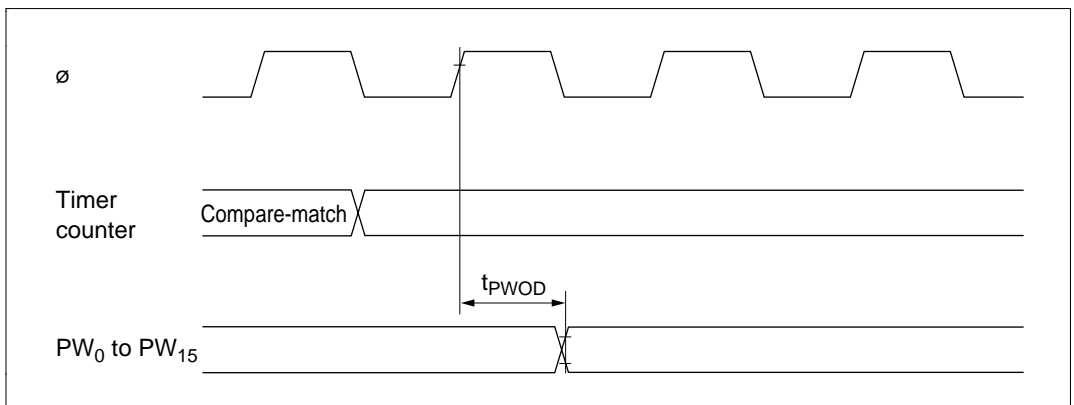 ø
Timer
counter
Compare-match
tPWOD
PW0 to PW15